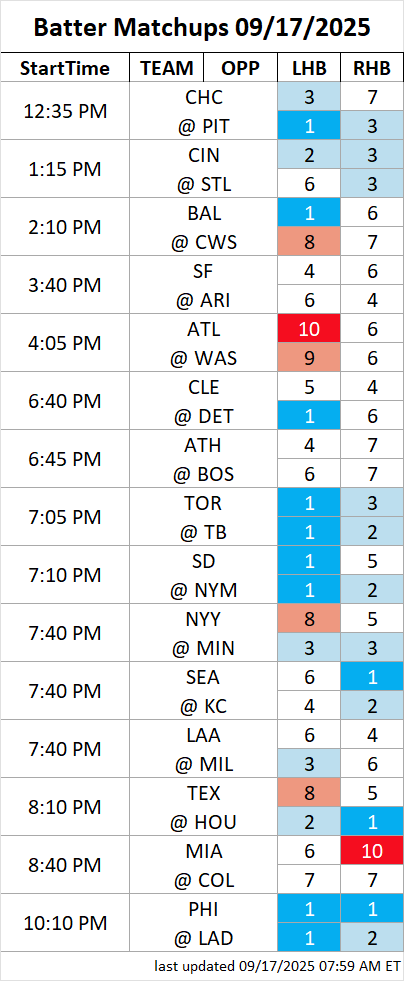 Batter Matchups 09/17/2025
StartTime TEAM OPP LHB RHB
12:35 PM
CHC 3 7
@ PIT 1 3
1:15 PM
CIN 2 3
@ STL 6 3
2:10 PM
BAL 1 6
@ CWS 8 7
3:40 PM
SF 4 6
@ ARI 6 4
4:05 PM
ATL 10 6
@ WAS 9 6
6:40 PM
CLE 5 4
@ DET 1 6
6:45 PM
ATH 4 7
@ BOS 6 7
7:05 PM
TOR 1 3
@ TB 1 2
7:10 PM
SD 1 5
@ NYM 1 2
7:40 PM
NYY 8 5
@ MIN 3 3
7:40 PM
SEA 6 1
@ KC 4 2
7:40 PM
LAA 6 4
@ MIL 3 6
8:10 PM
TEX 8 5
@ HOU 2 1
8:40 PM
MIA 6 10
@ COL 7 7
10:10 PM
PHI 1 1
@ LAD 1 2
last updated 09/17/2025 07:59 AM ET